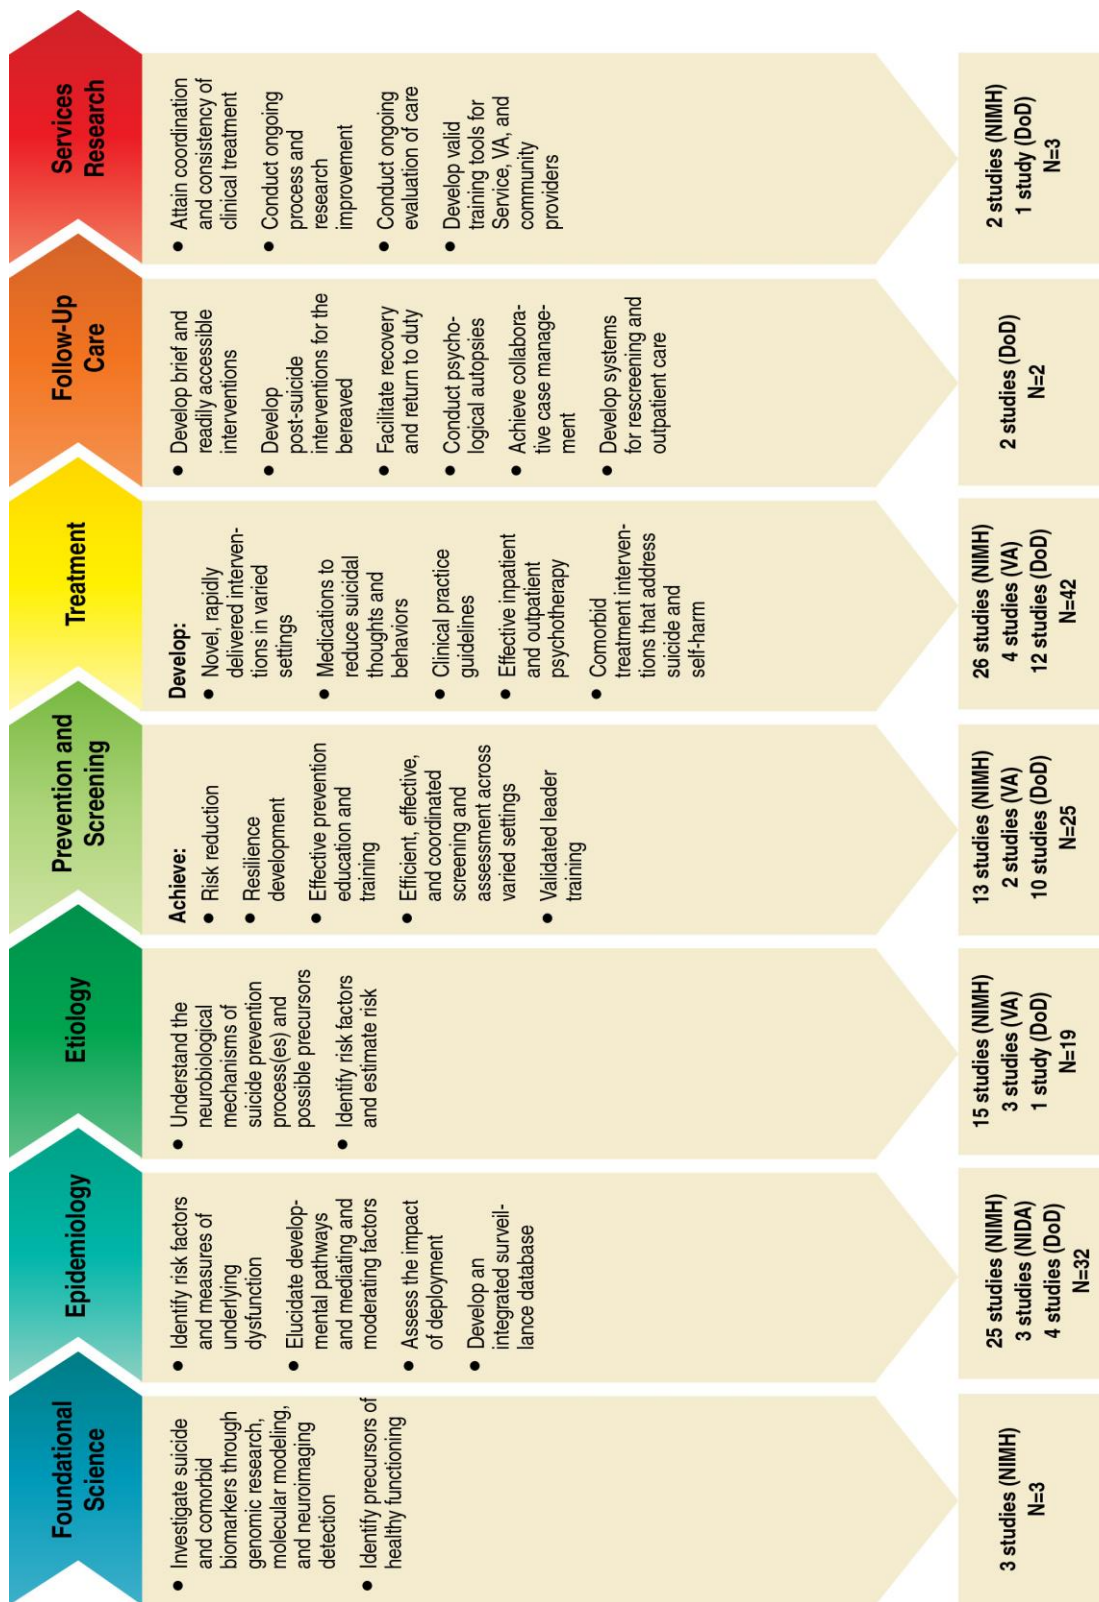 Foundational
Science
● Investigate suicide
and comorbid
biomarkers through
genomic research,
molecular modeling,
and neuroimaging
detection
● Identify precursors of
healthy functioning
3 studies (NIMH)
N=3
Epidemiology
● Identify risk factors
and measures of
underlying
dysfunction
● Elucidate develop-
mental pathways
and mediating and
moderating factors
● Assess the impact
of deployment
● Develop an
integrated surveil-
lance database
25 studies (NIMH)
3 studies (NIDA)
4 studies (DoD)
N=32
Etiology
● Understand the
neurobiological
mechanisms of
suicide prevention
process(es) and
possible precursors
● Identify risk factors
and estimate risk
15 studies (NIMH)
3 studies (VA)
1 study (DoD)
N=19
Prevention and
Screening
Achieve:
● Risk reduction
● Resilience
development
● Effective prevention
education and
training
● Efficient, effective,
and coordinated
screening and
assessment across
varied settings
● Validated leader
training
13 studies (NIMH)
2 studies (VA)
10 studies (DoD)
N=25
Treatment
Develop:
● Novel, rapidly
delivered interven-
tions in varied
settings
● Medications to
reduce suicidal
thoughts and
behaviors
● Clinical practice
guidelines
● Effective inpatient
and outpatient
psychotherapy
● Comorbid
treatment interven-
tions that address
suicide and
self-harm
26 studies (NIMH)
4 studies (VA)
12 studies (DoD)
N=42
Follow-Up
Care
● Develop brief and
readily accessible
interventions
● Develop
post-suicide
interventions for the
bereaved
● Facilitate recovery
and return to duty
● Conduct psycho-
logical autopsies
● Achieve collabora-
tive case manage-
ment
● Develop systems
for rescreening and
outpatient care
2 studies (DoD)
N=2
Services
Research
● Attain coordination
and consistency of
clinical treatment
● Conduct ongoing
process and
research
improvement
● Conduct ongoing
evaluation of care
● Develop valid
training tools for
Service, VA, and
community
providers
2 studies (NIMH)
1 study (DoD)
N=3